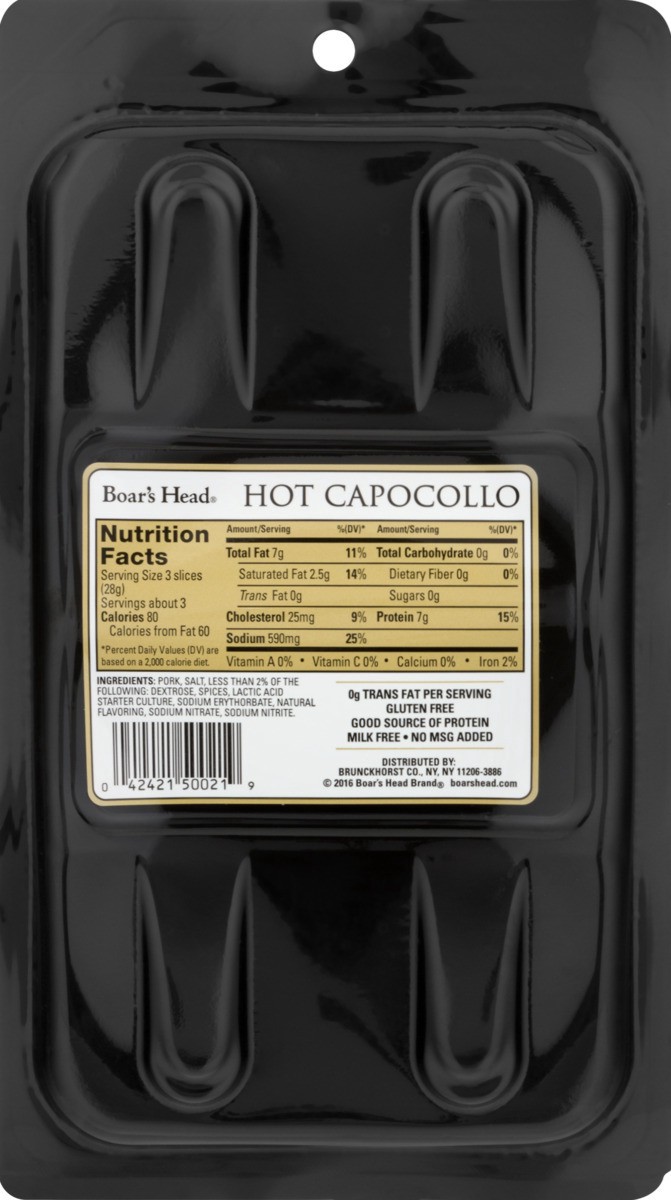 Boar's Head® HOT CAPOCOLLO
Nutrition
Facts
Serving Size 3 slices
(28g)
Servings about 3
Calories 80
Calories from Fat 60
*Percent Daily Values (DV) are
based on a 2,000 calorie diet.
Amount/Serving %(DV)* Amount/Serving %(DV)*
Total Fat 7g 11% Total Carbohydrate 0g 0%
Saturated Fat 2.5g 14% Dietary Fiber 0g 0%
Trans Fat 0g Sugars 0g
Cholesterol 25mg 9% Protein 7g 15%
Sodium 590mg 25%
Vitamin A 0% • Vitamin C 0% • Calcium 0% • Iron 2%
INGREDIENTS: PORK, SALT, LESS THAN 2% OF THE
FOLLOWING: DEXTROSE, SPICES, LACTIC ACID
STARTER CULTURE, SODIUM ERYTHORBATE, NATURAL
FLAVORING, SODIUM NITRATE, SODIUM NITRITE.
0 42421 50021 9
0g TRANS FAT PER SERVING
GLUTEN FREE
GOOD SOURCE OF PROTEIN
MILK FREE • NO MSG ADDED
DISTRIBUTED BY:
BRUNCKHORST CO., NY, NY 11206-3886
© 2016 Boar's Head Brand® boarshead.com